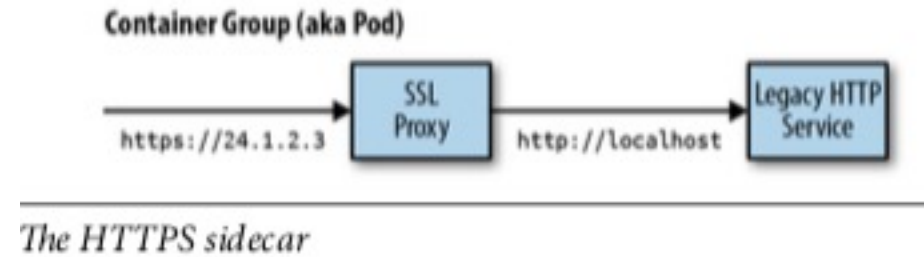 Container Group (aka Pod)
SSL
Proxy
Legacy HTTP
Service
https://24.1.2.3
http://localhost
The HTTPS sidecar